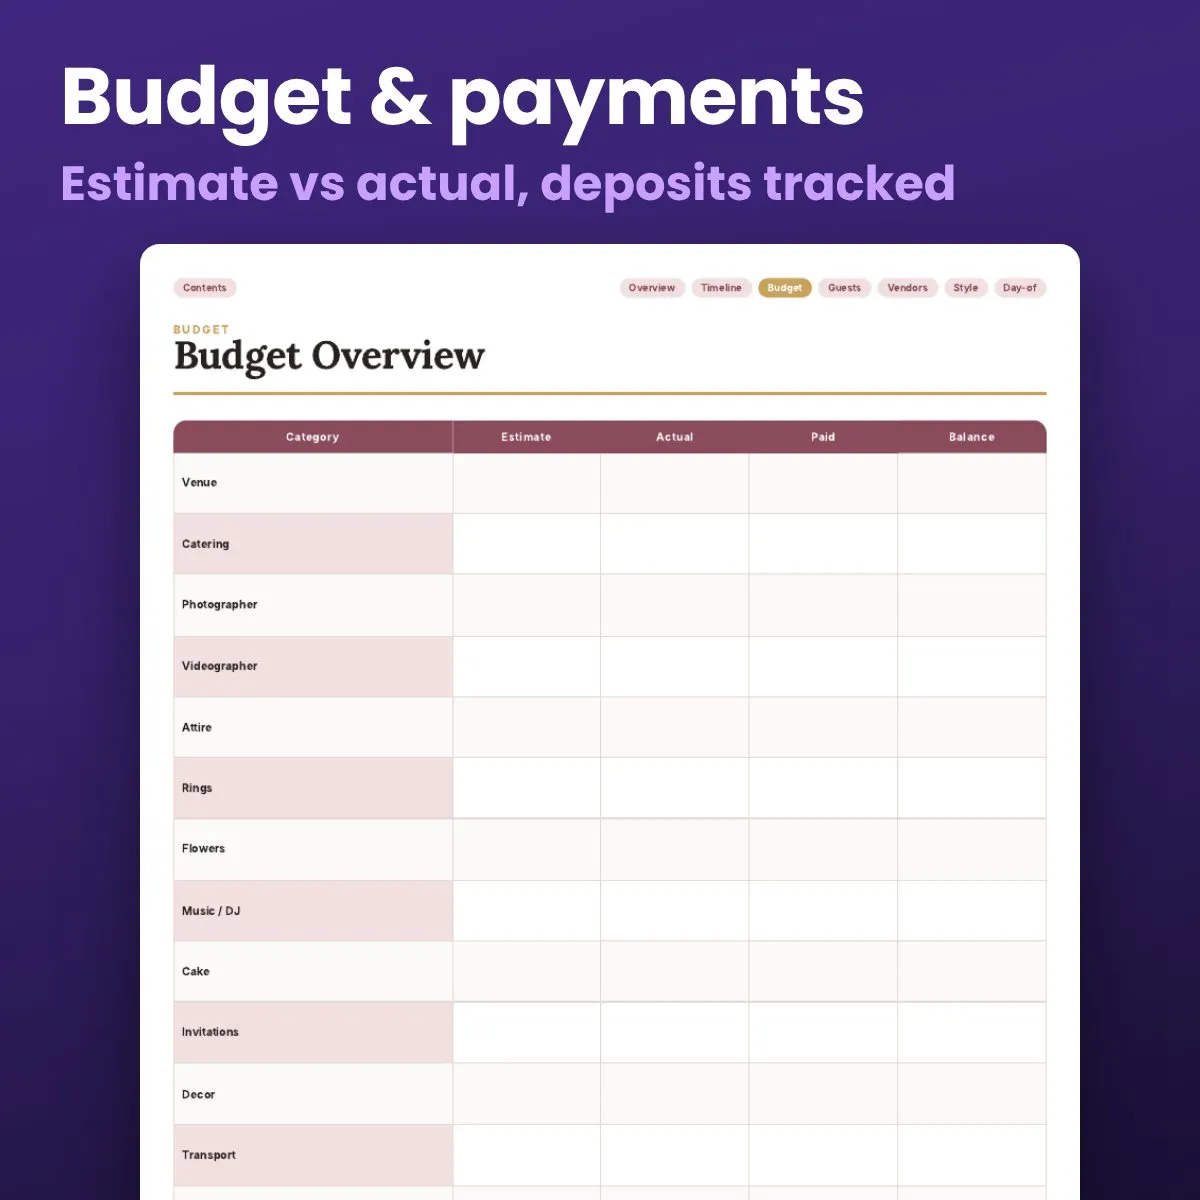 Budget & payments
Estimate vs actual, deposits tracked
Contents
Overview Timeline Budget Guests Vendors Style Day-of
BUDGET
Budget Overview
Category Estimate Actual Paid Balance
Venue
Catering
Photographer
Videographer
Attire
Rings
Flowers
Music / DJ
Cake
Invitations
Decor
Transport